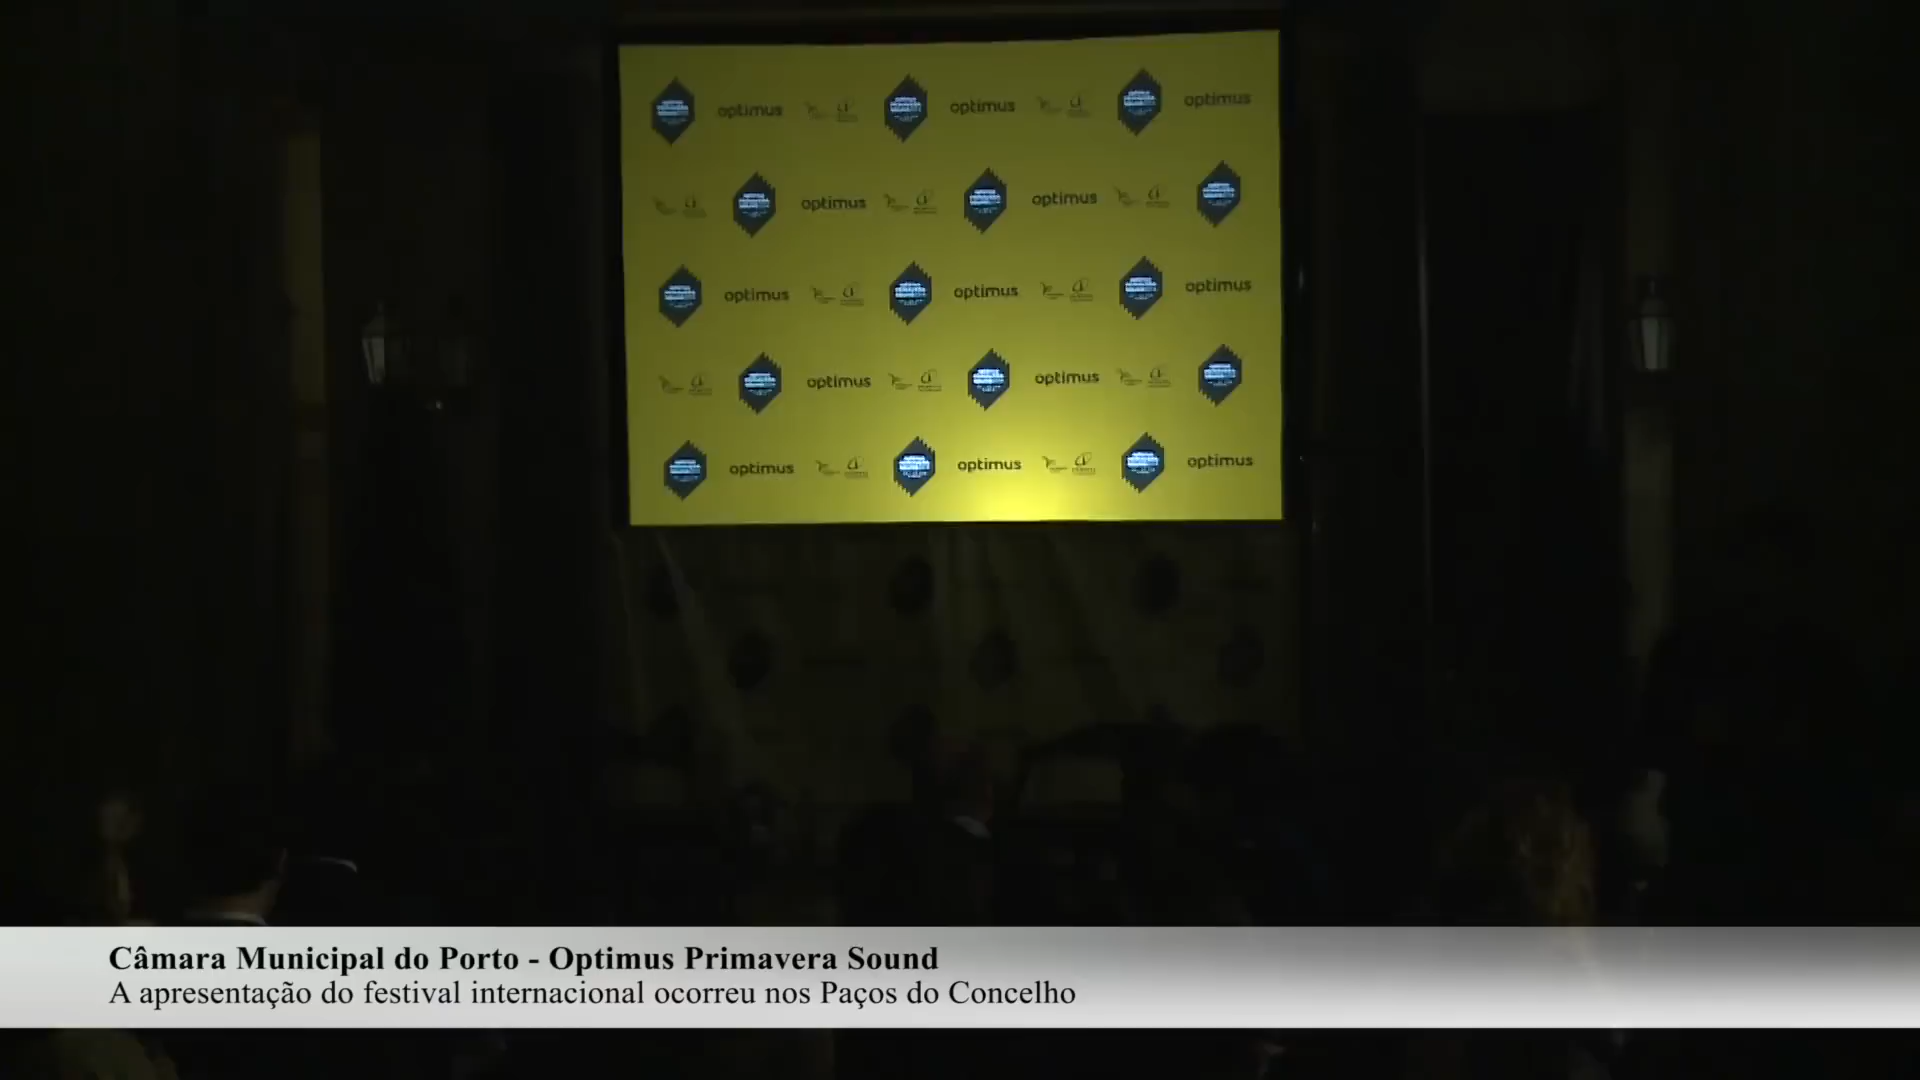 optimus optimus optimus
optimus optimus
optimus optimus optimus
optimus optimus
optimus optimus optimus
Câmara Municipal do Porto - Optimus Primavera Sound
A apresentação do festival internacional ocorreu nos Paços do Concelho